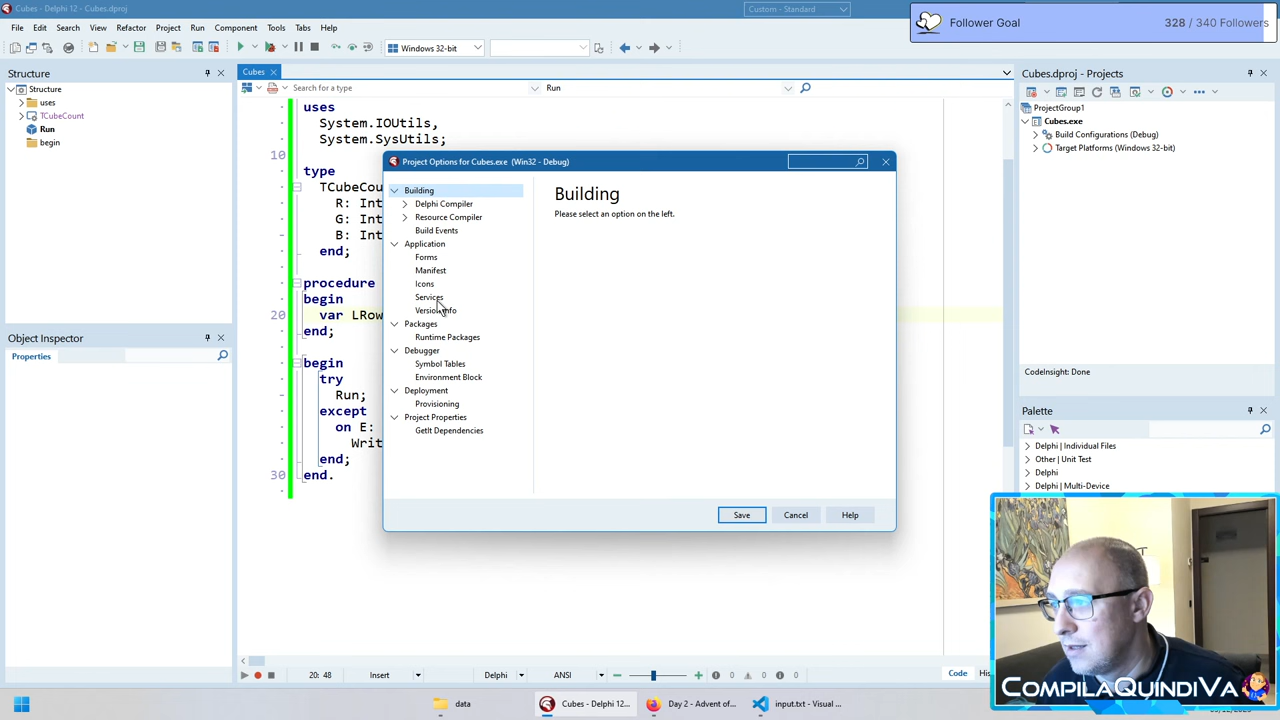 Cubes - Delphi 12 - Cubes.dproj
Custom - Standard
Follower Goal
328 / 340 Followers
File Edit Search View Refactor Project Run Component Tools Tabs Help
Windows 32-bit
Structure
Structure
uses
TCubeCount
Run
begin
Object Inspector
Properties
Cubes
Search for a type
Run
uses
System.IOUtils,
System.SysUtils;
10
type
TCubeCou
R: Int
G: Int
B: Int
end;
procedure
begin
20
var LRow
end;
begin
try
Run;
except
on E:
Writ
end;
30
end.
Project Options for Cubes.exe (Win32 - Debug)
Building
Delphi Compiler
Resource Compiler
Build Events
Application
Forms
Manifest
Icons
Services
Version Info
Packages
Runtime Packages
Debugger
Symbol Tables
Environment Block
Deployment
Provisioning
Project Properties
GetIt Dependencies
Building
Please select an option on the left.
Save
Cancel
Help
Cubes.dproj - Projects
ProjectGroup1
Cubes.exe
Build Configurations (Debug)
Target Platforms (Windows 32-bit)
CodeInsight: Done
Palette
Delphi | Individual Files
Other | Unit Test
Delphi
Delphi | Multi-Device
20: 48
Insert
Delphi
ANSI
0
0
0
Code
His
COMPILAQUINDIVA
data
Cubes - Delphi 12...
Day 2 - Advent of...
input.txt - Visual ...